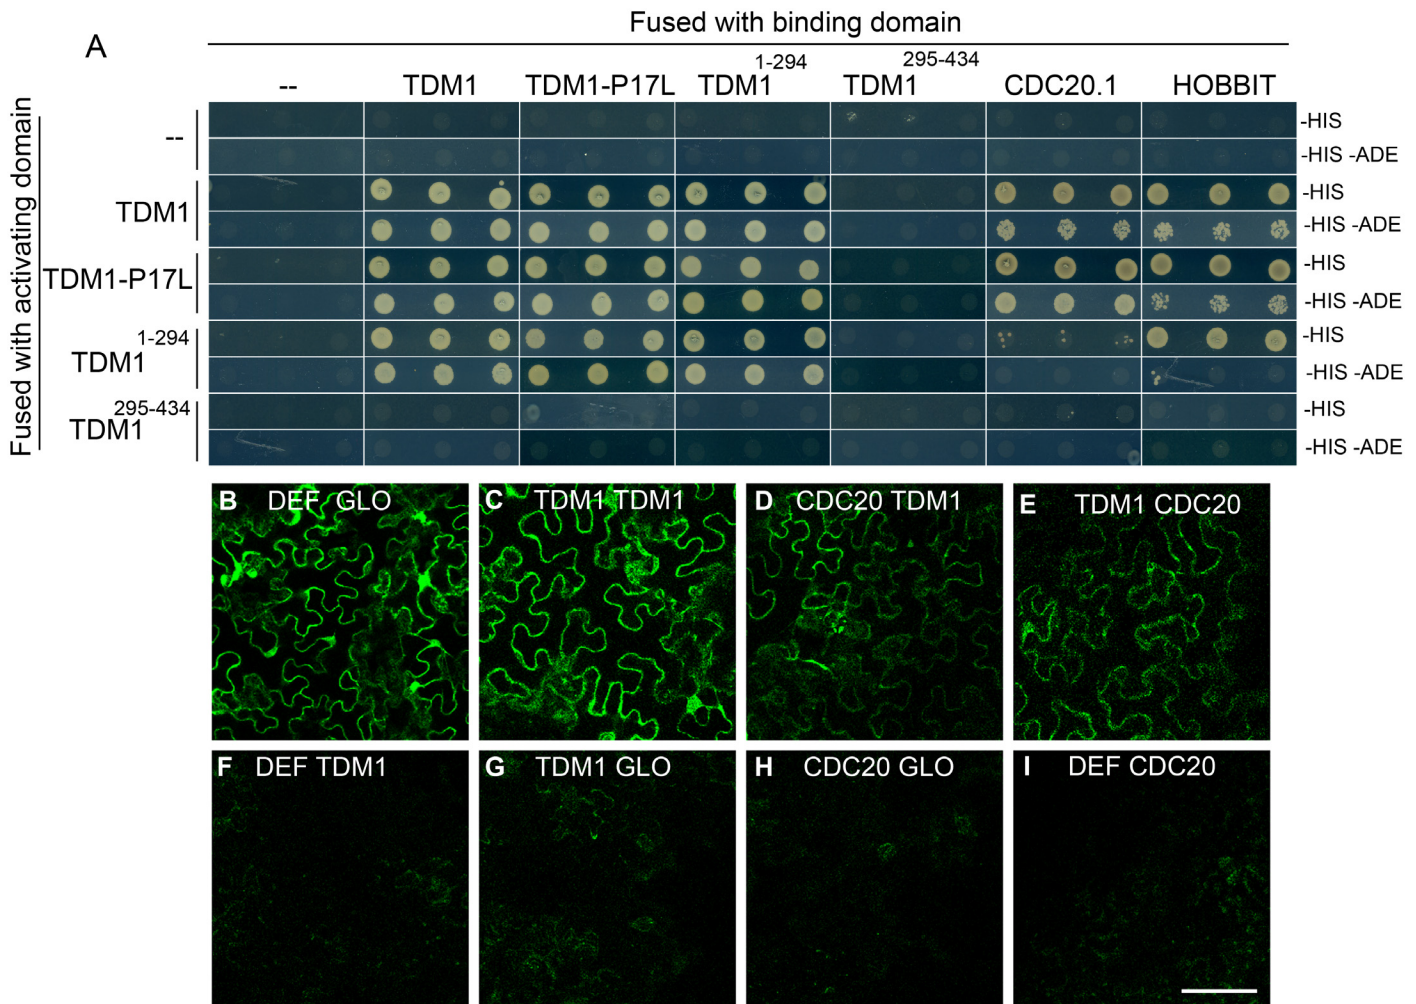 Fused with binding domain
A
1-294
295-434
-- TDM1 TDM1-P17L TDM1 TDM1 CDC20.1 HOBBIT
Fused with activating domain
-- -HIS
-HIS -ADE
TDM1 -HIS
-HIS -ADE
TDM1-P17L -HIS
-HIS -ADE
1-294
TDM1 -HIS
-HIS -ADE
295-434
TDM1 -HIS
-HIS -ADE
B DEF GLO
C TDM1 TDM1
D CDC20 TDM1
E TDM1 CDC20
F DEF TDM1
G TDM1 GLO
H CDC20 GLO
I DEF CDC20